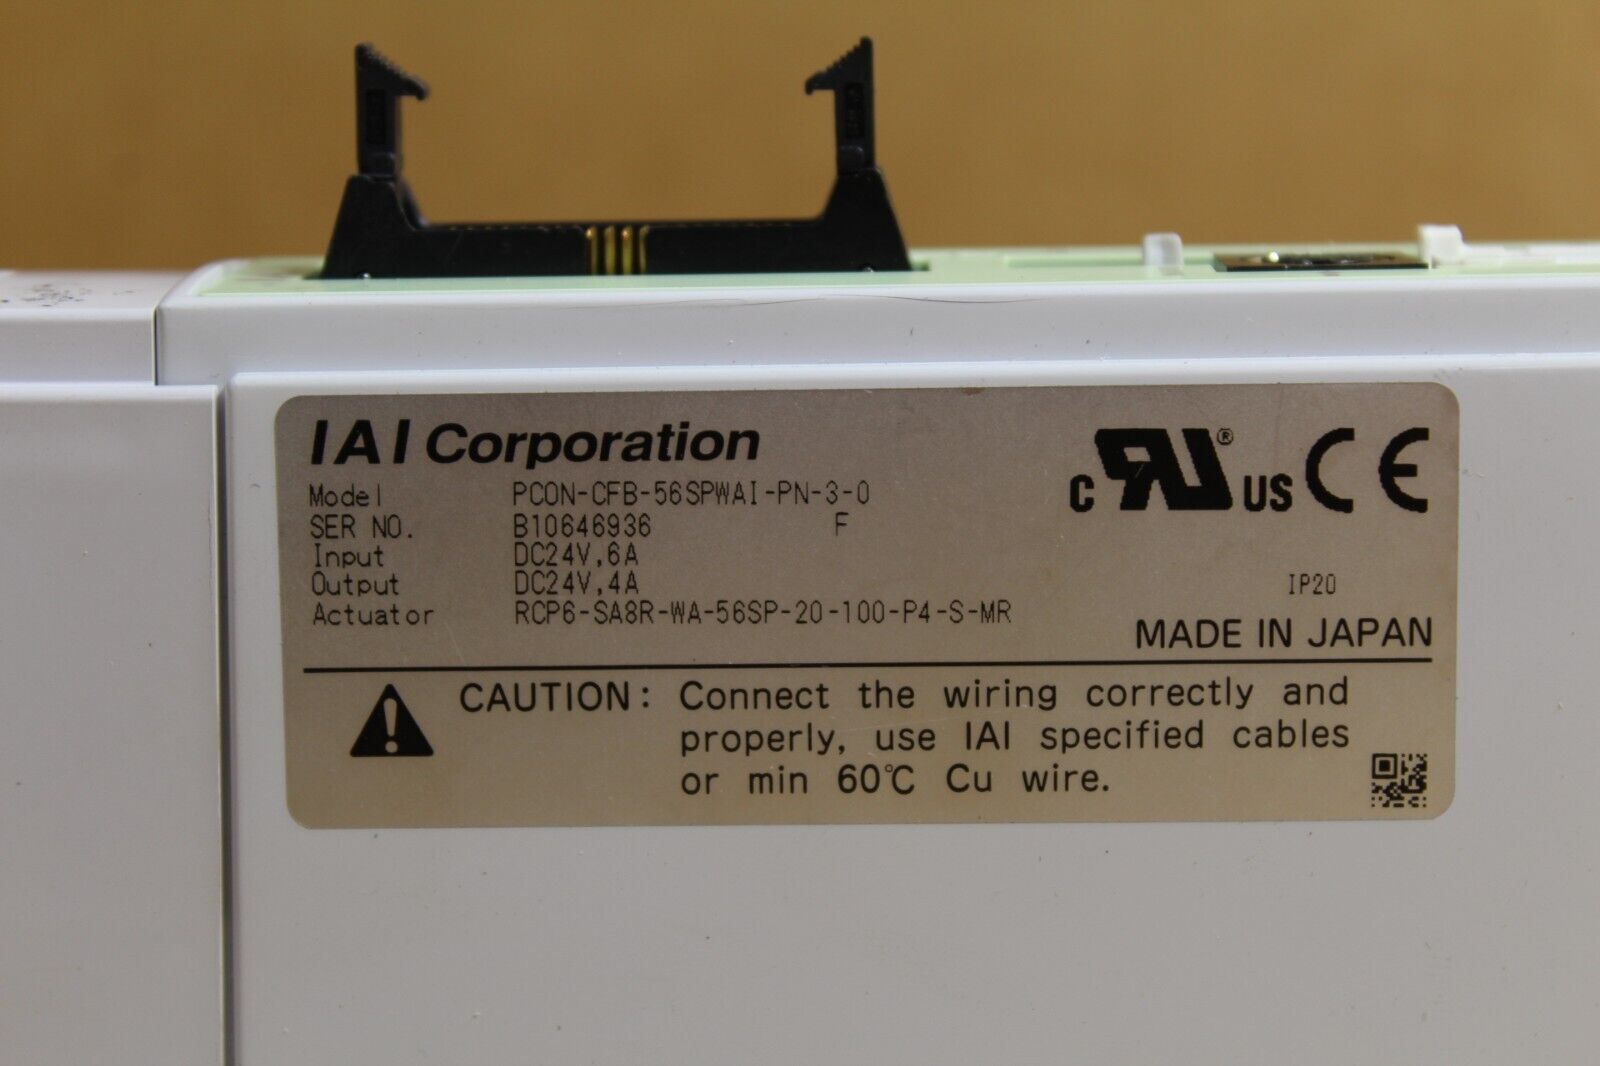 IAI Corporation
Model PCON-CFB-56SPWAI-PN-3-0
SER NO. B10646936 F
Input DC24V,6A
Output DC24V,4A
Actuator RCP6-SA8R-WA-56SP-20-100-P4-S-MR
c RU ® US CE
IP20
MADE IN JAPAN
CAUTION: Connect the wiring correctly and
properly, use IAI specified cables
or min 60℃ Cu wire.